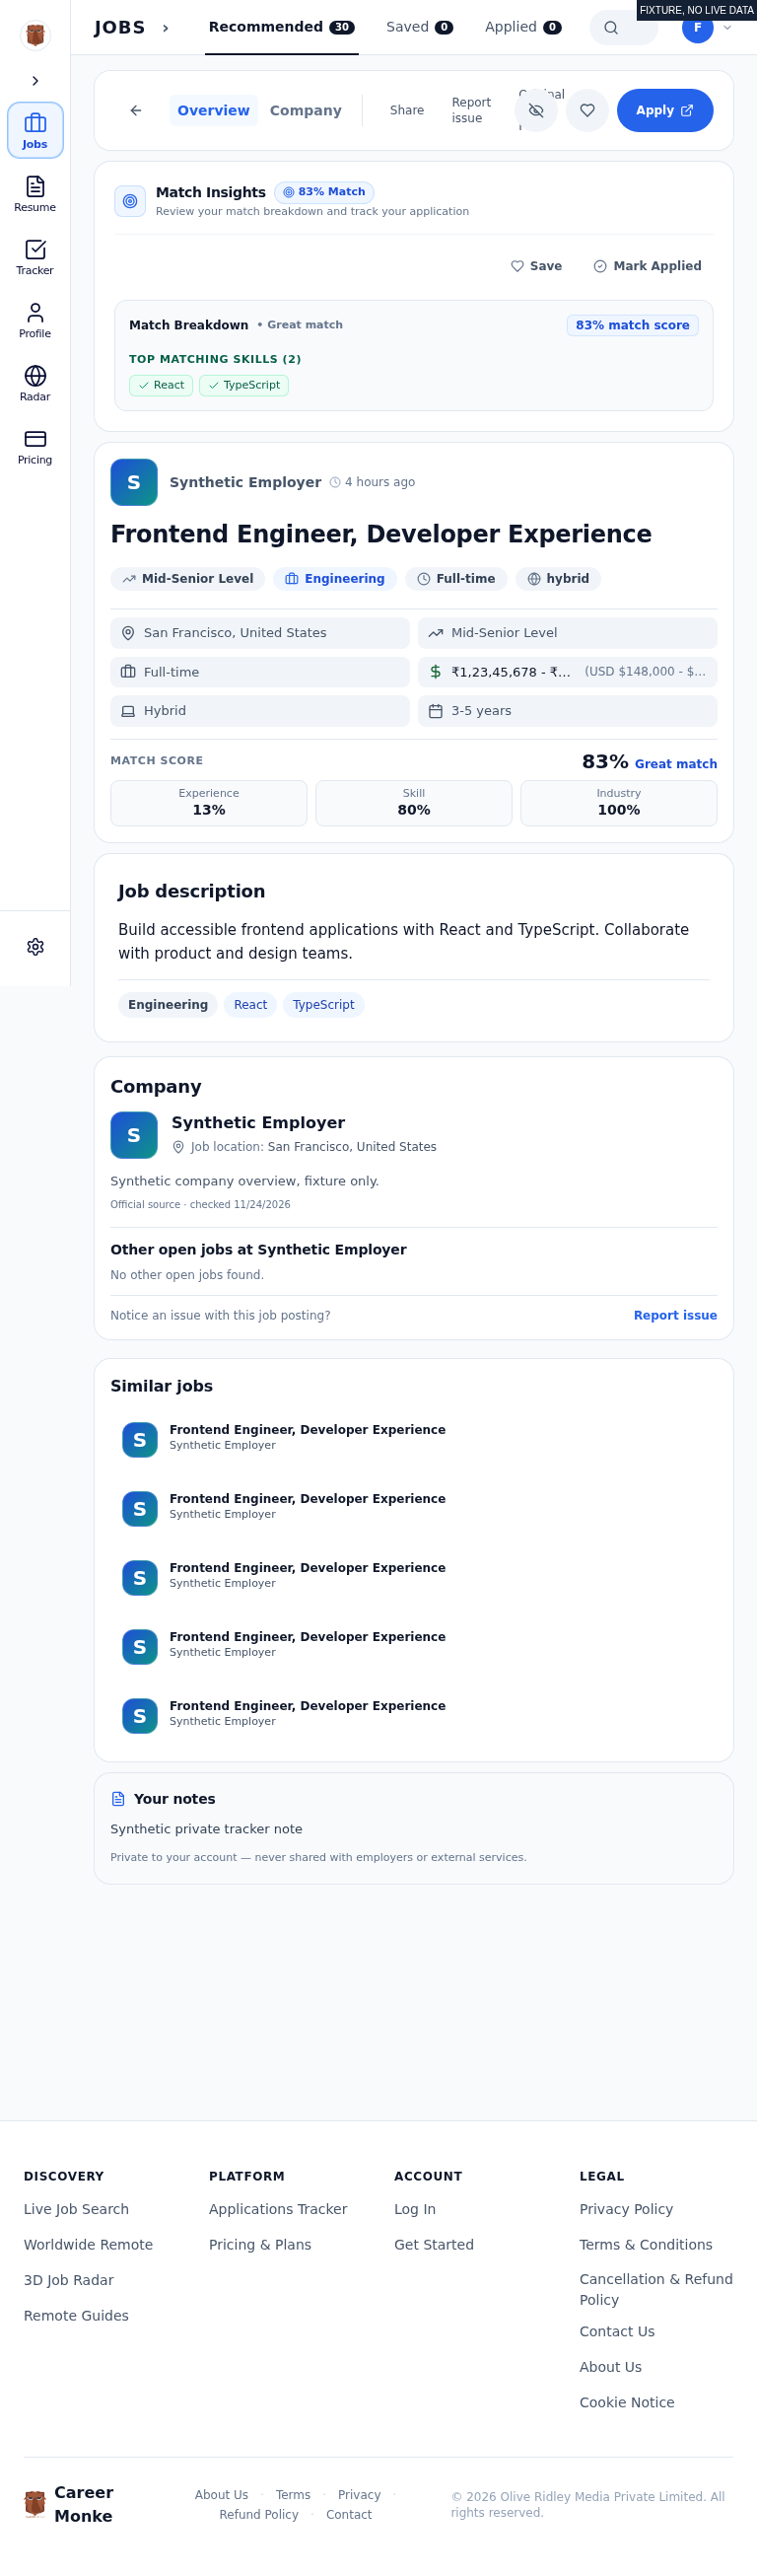 FIXTURE, NO LIVE DATA
JOBS
Recommended 30
Saved 0
Applied 0
F
Jobs
Resume
Tracker
Profile
Radar
Pricing
Overview
Company
Share
Report
issue
Apply
Match Insights
83% Match
Review your match breakdown and track your application
Save
Mark Applied
Match Breakdown
• Great match
83% match score
TOP MATCHING SKILLS (2)
React
TypeScript
S
Synthetic Employer
4 hours ago
Frontend Engineer, Developer Experience
Mid-Senior Level
Engineering
Full-time
hybrid
San Francisco, United States
Mid-Senior Level
Full-time
₹1,23,45,678 - ₹…
(USD $148,000 - $…
Hybrid
3-5 years
MATCH SCORE
83% Great match
Experience
13%
Skill
80%
Industry
100%
Job description
Build accessible frontend applications with React and TypeScript. Collaborate
with product and design teams.
Engineering
React
TypeScript
Company
S
Synthetic Employer
Job location: San Francisco, United States
Synthetic company overview, fixture only.
Official source · checked 11/24/2026
Other open jobs at Synthetic Employer
No other open jobs found.
Notice an issue with this job posting?
Report issue
Similar jobs
S
Frontend Engineer, Developer Experience
Synthetic Employer
S
Frontend Engineer, Developer Experience
Synthetic Employer
S
Frontend Engineer, Developer Experience
Synthetic Employer
S
Frontend Engineer, Developer Experience
Synthetic Employer
S
Frontend Engineer, Developer Experience
Synthetic Employer
Your notes
Synthetic private tracker note
Private to your account — never shared with employers or external services.
DISCOVERY
Live Job Search
Worldwide Remote
3D Job Radar
Remote Guides
PLATFORM
Applications Tracker
Pricing & Plans
ACCOUNT
Log In
Get Started
LEGAL
Privacy Policy
Terms & Conditions
Cancellation & Refund
Policy
Contact Us
About Us
Cookie Notice
Career
Monke
About Us · Terms · Privacy ·
Refund Policy · Contact
© 2026 Olive Ridley Media Private Limited. All
rights reserved.